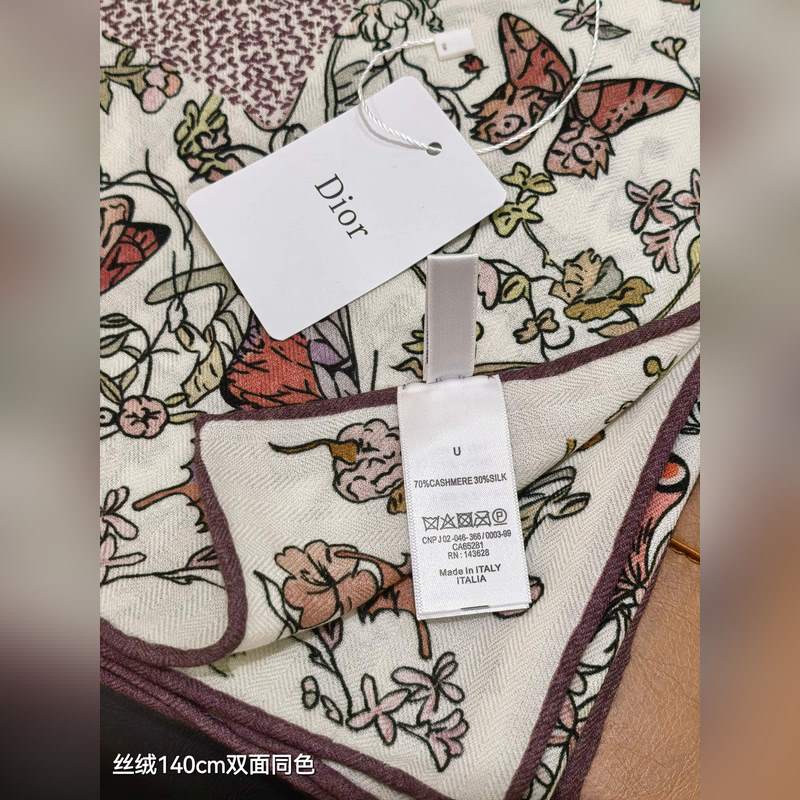 Dior
U
70%CASHMERE 30%SILK
CNPJ 02-046-366/0003-99
CA65281
RN: 143628
Made in ITALY
ITALIA
丝绒140cm双面同色